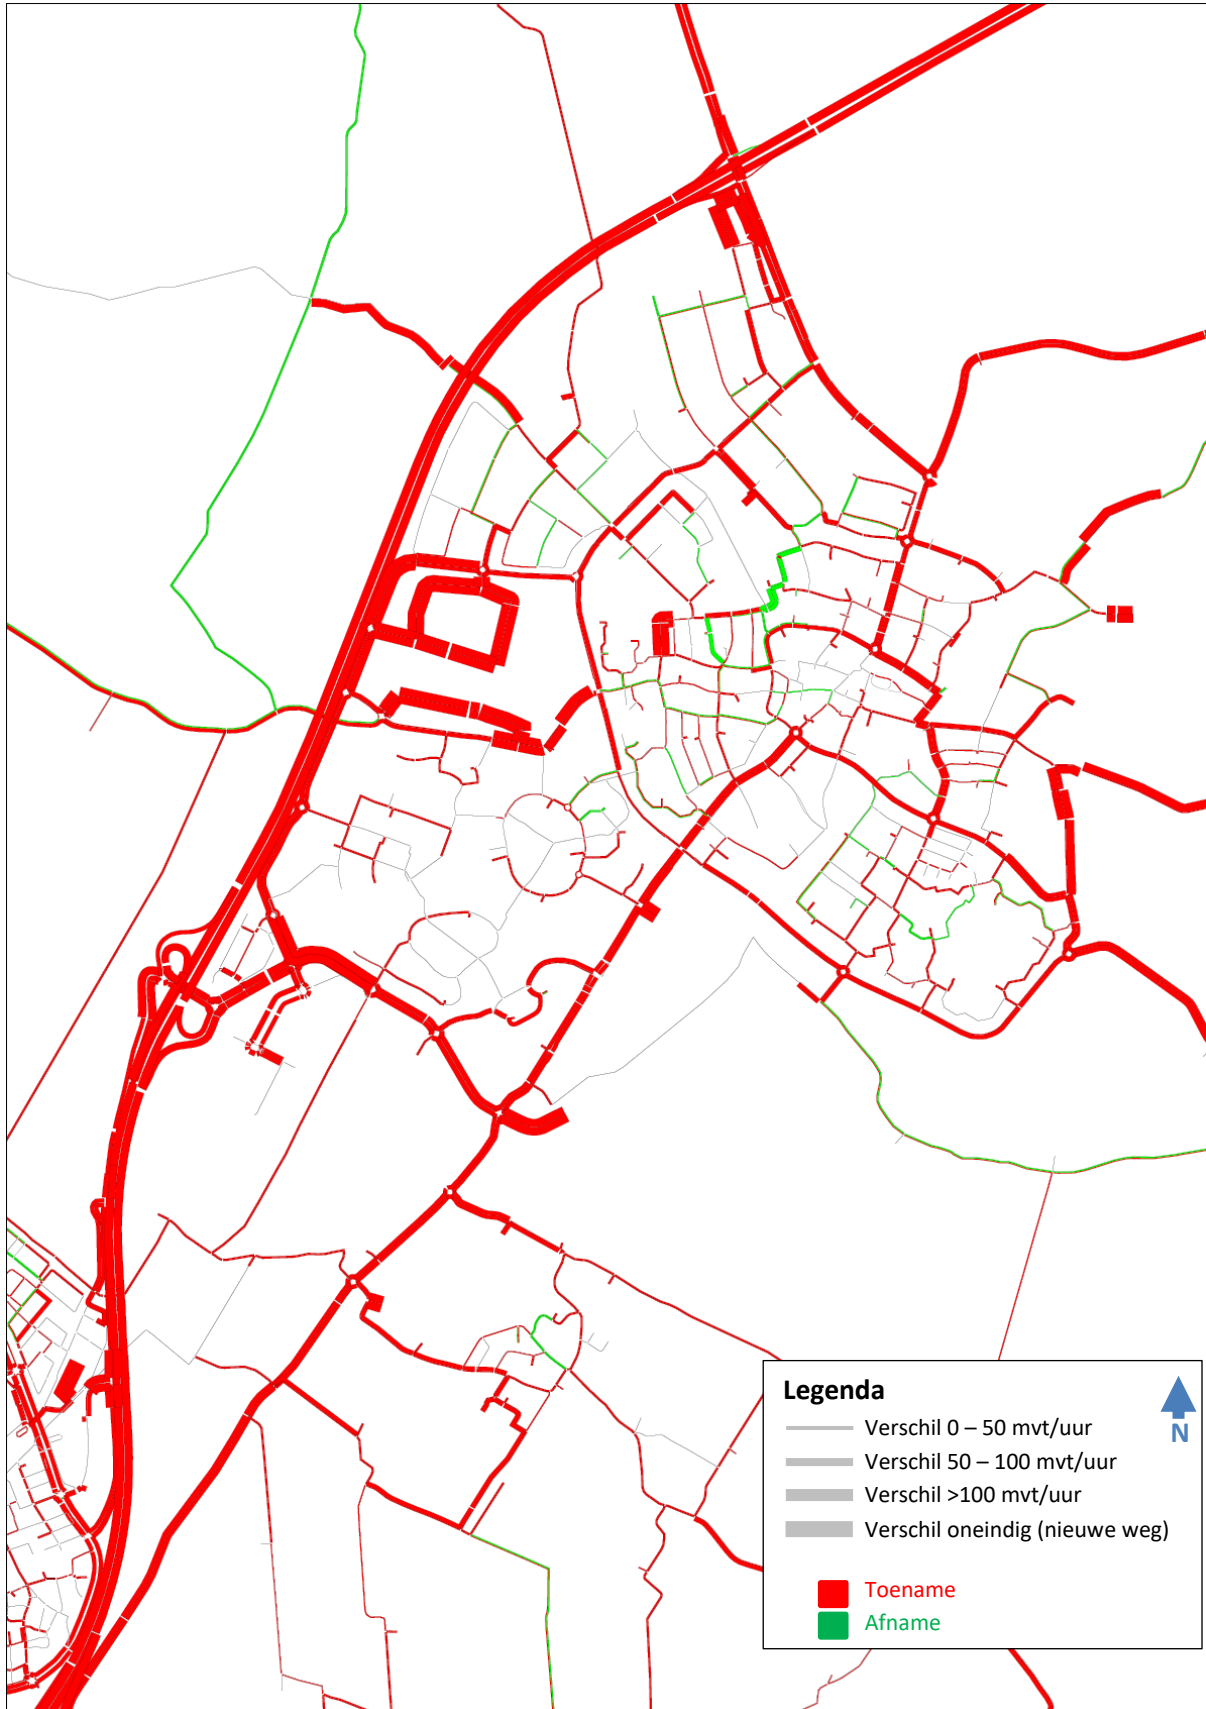 Legenda
Verschil 0 – 50 mvt/uur
Verschil 50 – 100 mvt/uur
Verschil >100 mvt/uur
Verschil oneindig (nieuwe weg)
Toename
Afname
N